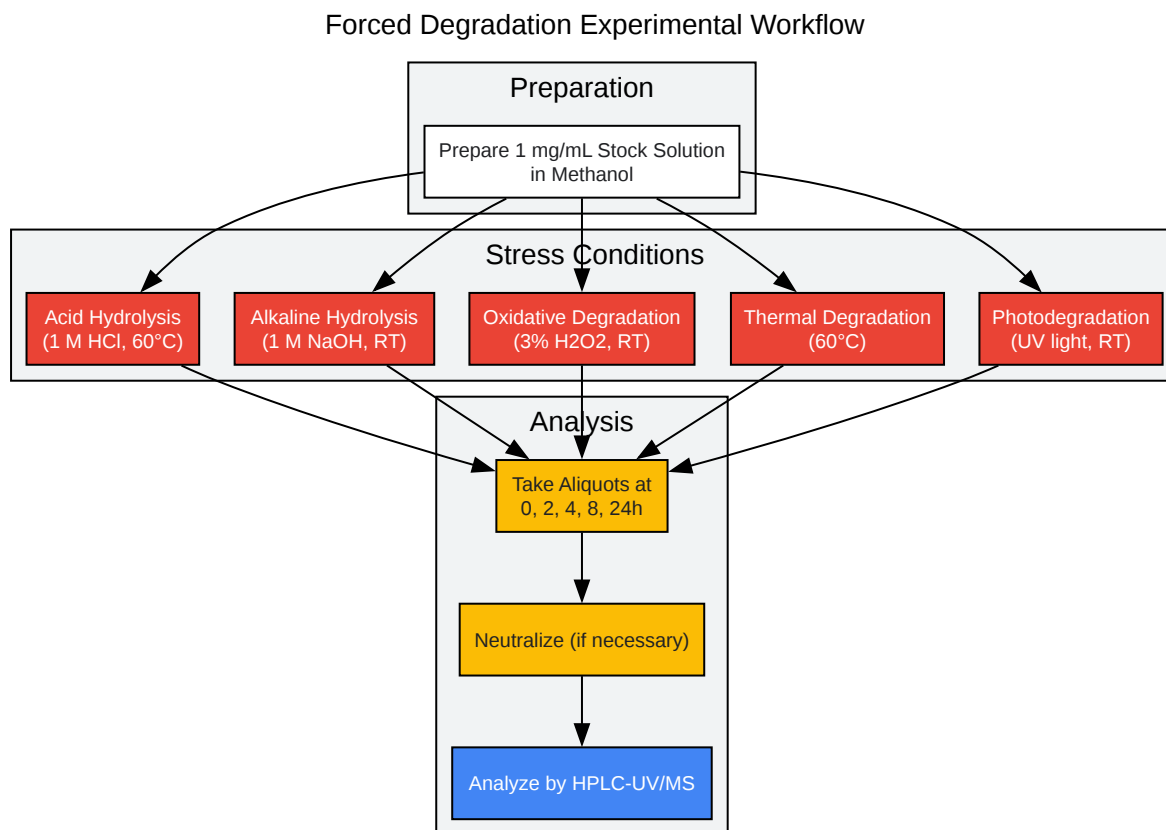 Forced Degradation Experimental Workflow
Preparation
Prepare 1 mg/mL Stock Solution
in Methanol
Stress Conditions
Acid Hydrolysis
(1 M HCl, 60°C)
Alkaline Hydrolysis
(1 M NaOH, RT)
Oxidative Degradation
(3% H2O2, RT)
Thermal Degradation
(60°C)
Photodegradation
(UV light, RT)
Analysis
Take Aliquots at
0, 2, 4, 8, 24h
Neutralize (if necessary)
Analyze by HPLC-UV/MS